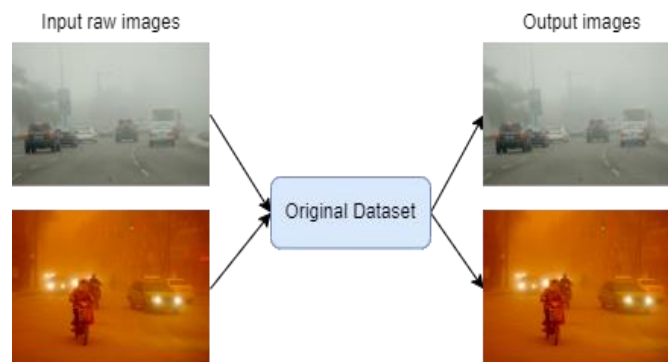 Input raw images
Output images
Original Dataset